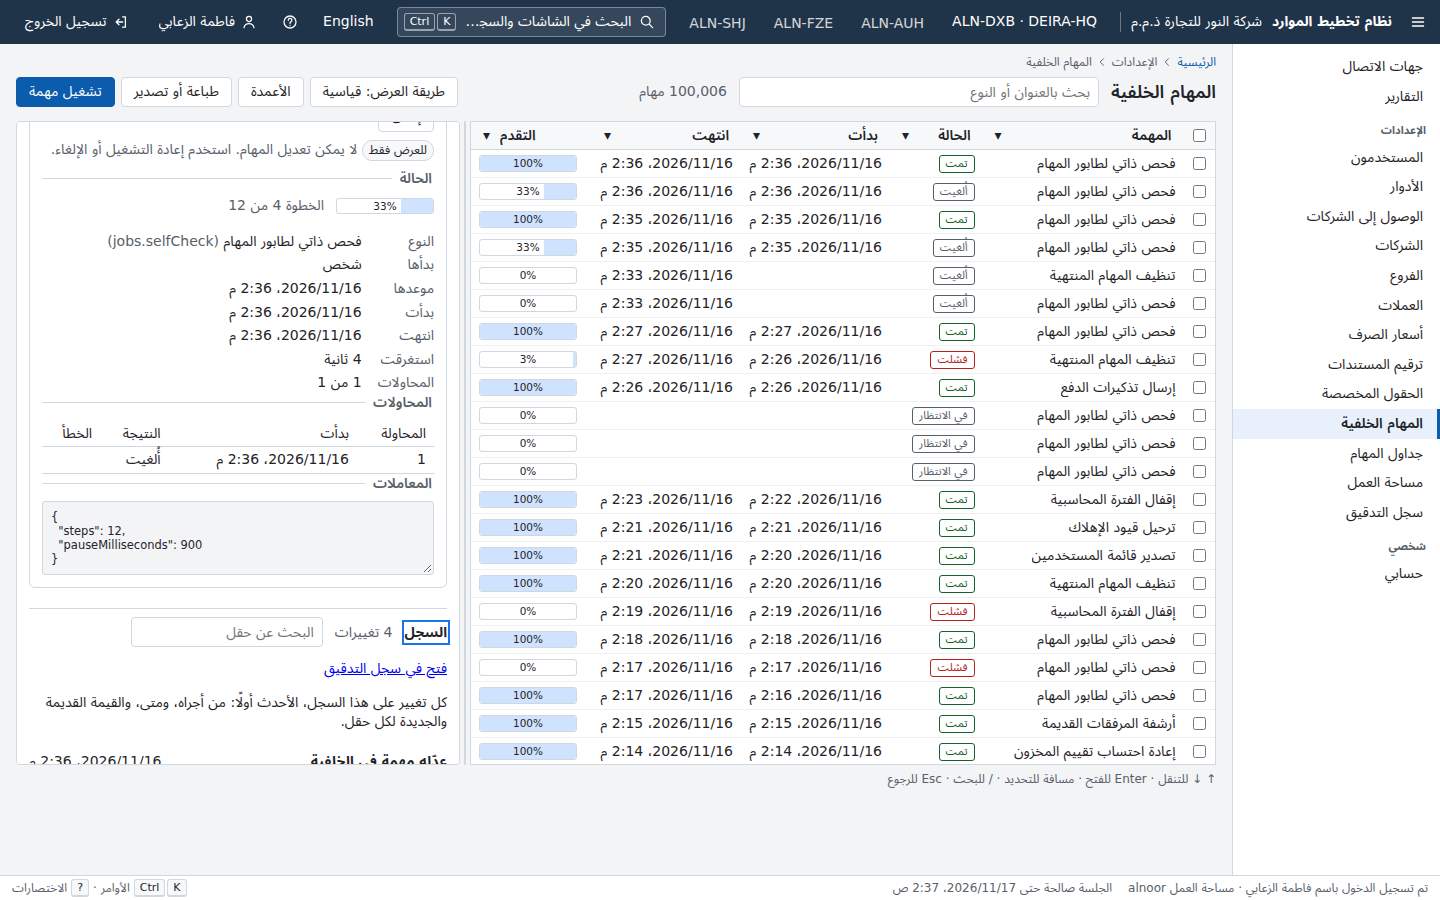 نظام تخطيط الموارد شركة النور للتجارة ذ.م.م ALN-DXB · DEIRA-HQ ALN-AUH ALN-FZE ALN-SHJ البحث في الشاشات والسج... Ctrl K English فاطمة الزعابي تسجيل الخروج
جهات الاتصال
التقارير
الإعدادات
المستخدمون
الأدوار
الوصول إلى الشركات
الشركات
الفروع
العملات
أسعار الصرف
ترقيم المستندات
الحقول المخصصة
المهام الخلفية
جداول المهام
مساحة العمل
سجل التدقيق
شخصي
حسابي
الرئيسية الإعدادات المهام الخلفية
المهام الخلفية بحث بالعنوان أو النوع 100,006 مهام طريقة العرض: قياسية الأعمدة طباعة أو تصدير تشغيل مهمة
المهمة ▼ الحالة ▼ بدأت ▼ انتهت ▼ التقدم ▼
فحص ذاتي لطابور المهام تمت 2026/11/16، 2:36 م 2026/11/16، 2:36 م 100%
فحص ذاتي لطابور المهام ألغيت 2026/11/16، 2:36 م 2026/11/16، 2:36 م 33%
فحص ذاتي لطابور المهام تمت 2026/11/16، 2:35 م 2026/11/16، 2:35 م 100%
فحص ذاتي لطابور المهام ألغيت 2026/11/16، 2:35 م 2026/11/16، 2:35 م 33%
تنظيف المهام المنتهية ألغيت 2026/11/16، 2:33 م 0%
فحص ذاتي لطابور المهام ألغيت 2026/11/16، 2:33 م 0%
فحص ذاتي لطابور المهام تمت 2026/11/16، 2:27 م 2026/11/16، 2:27 م 100%
تنظيف المهام المنتهية فشلت 2026/11/16، 2:26 م 2026/11/16، 2:27 م 3%
إرسال تذكيرات الدفع تمت 2026/11/16، 2:26 م 2026/11/16، 2:26 م 100%
فحص ذاتي لطابور المهام في الانتظار 0%
فحص ذاتي لطابور المهام في الانتظار 0%
فحص ذاتي لطابور المهام في الانتظار 0%
إقفال الفترة المحاسبية تمت 2026/11/16، 2:22 م 2026/11/16، 2:23 م 100%
ترحيل قيود الإهلاك تمت 2026/11/16، 2:21 م 2026/11/16، 2:21 م 100%
تصدير قائمة المستخدمين تمت 2026/11/16، 2:20 م 2026/11/16، 2:21 م 100%
تنظيف المهام المنتهية تمت 2026/11/16، 2:20 م 2026/11/16، 2:20 م 100%
إقفال الفترة المحاسبية فشلت 2026/11/16، 2:19 م 2026/11/16، 2:19 م 0%
فحص ذاتي لطابور المهام تمت 2026/11/16، 2:18 م 2026/11/16، 2:18 م 100%
فحص ذاتي لطابور المهام فشلت 2026/11/16، 2:17 م 2026/11/16، 2:17 م 0%
فحص ذاتي لطابور المهام تمت 2026/11/16، 2:16 م 2026/11/16، 2:17 م 100%
أرشفة المرفقات القديمة تمت 2026/11/16، 2:15 م 2026/11/16، 2:15 م 100%
إعادة احتساب تقييم المخزون تمت 2026/11/16، 2:14 م 2026/11/16، 2:14 م 100%
↑ ↓ للتنقل · Enter للفتح · مسافة للتحديد · / للبحث · Esc للرجوع
للعرض فقط لا يمكن تعديل المهام. استخدم إعادة التشغيل أو الإلغاء.
الحالة
33% الخطوة 4 من 12
النوع فحص ذاتي لطابور المهام (jobs.selfCheck)
بدأها شخص
موعدها 2026/11/16، 2:36 م
بدأت 2026/11/16، 2:36 م
انتهت 2026/11/16، 2:36 م
استغرقت 4 ثانية
المحاولات 1 من 1
المحاولات
المحاولة بدأت النتيجة الخطأ
1 2026/11/16، 2:36 م ألغيت
المعاملات
{
"steps": 12,
"pauseMilliseconds": 900
}
السجل 4 تغييرات البحث عن حقل
فتح في سجل التدقيق
كل تغيير على هذا السجل، الأحدث أولًا: من أجراه، ومتى، والقيمة القديمة
والجديدة لكل حقل.
عدّله مهمة في الخلفية 2026/11/16، 2:36 م
تم تسجيل الدخول باسم فاطمة الزعابي · مساحة العمل alnoor الجلسة صالحة حتى 2026/11/17، 2:37 ص Ctrl K الأوامر · ? الاختصارات